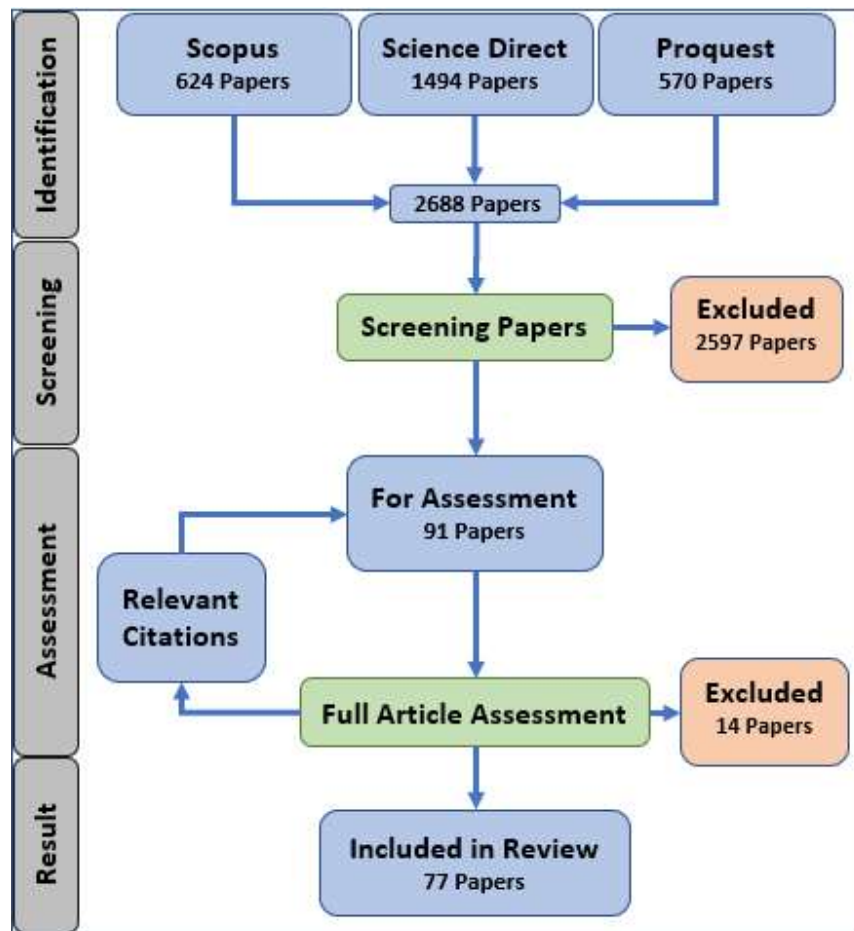 Identification
Scopus
624 Papers
Science Direct
1494 Papers
Proquest
570 Papers
2688 Papers
Screening
Screening Papers
Excluded
2597 Papers
Assessment
For Assessment
91 Papers
Relevant
Citations
Full Article Assessment
Excluded
14 Papers
Result
Included in Review
77 Papers